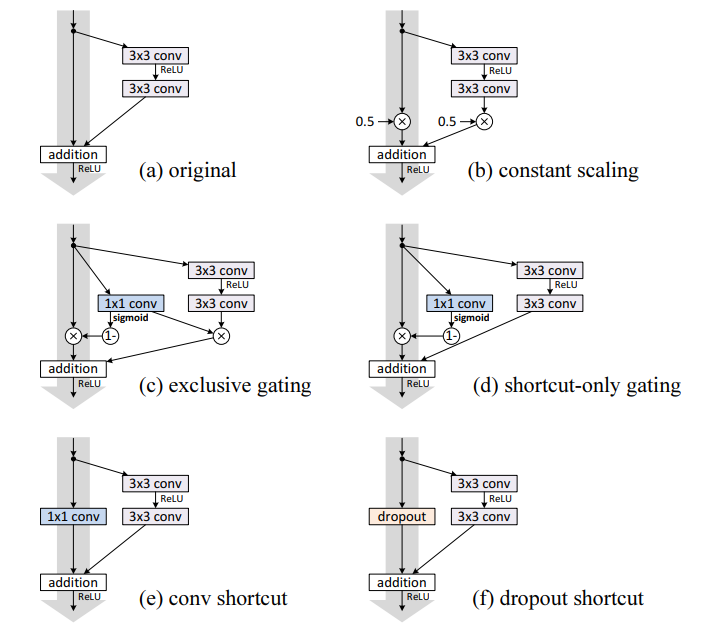 3x3 conv
ReLU
3x3 conv
addition
ReLU
(a) original
3x3 conv
ReLU
3x3 conv
0.5
×
0.5
×
addition
ReLU
(b) constant scaling
3x3 conv
ReLU
1x1 conv
3x3 conv
sigmoid
×
1-
×
addition
ReLU
(c) exclusive gating
3x3 conv
ReLU
1x1 conv
3x3 conv
sigmoid
×
1-
addition
ReLU
(d) shortcut-only gating
3x3 conv
ReLU
1x1 conv
3x3 conv
addition
ReLU
(e) conv shortcut
3x3 conv
ReLU
dropout
3x3 conv
addition
ReLU
(f) dropout shortcut